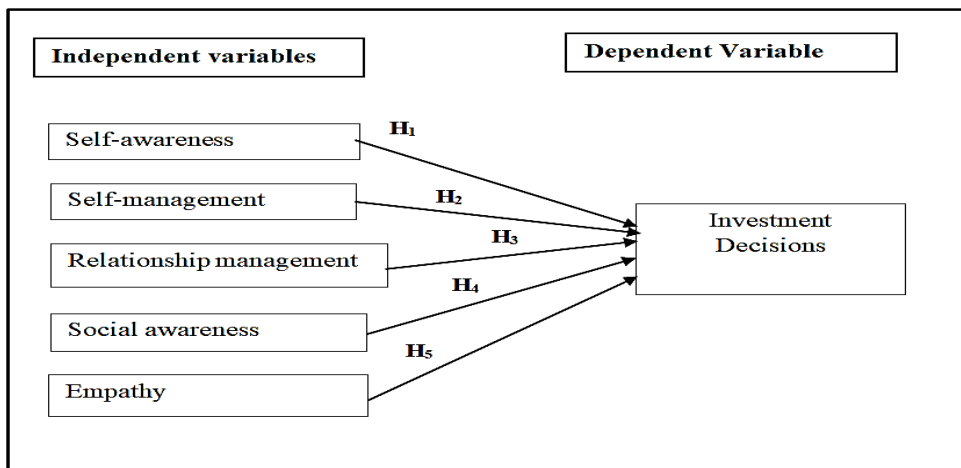 Independent variables
Dependent Variable
H₁
Self-awareness
Self-management
H₂
Investment
Decisions
H₃
Relationship management
H₄
Social awareness
H₅
Empathy